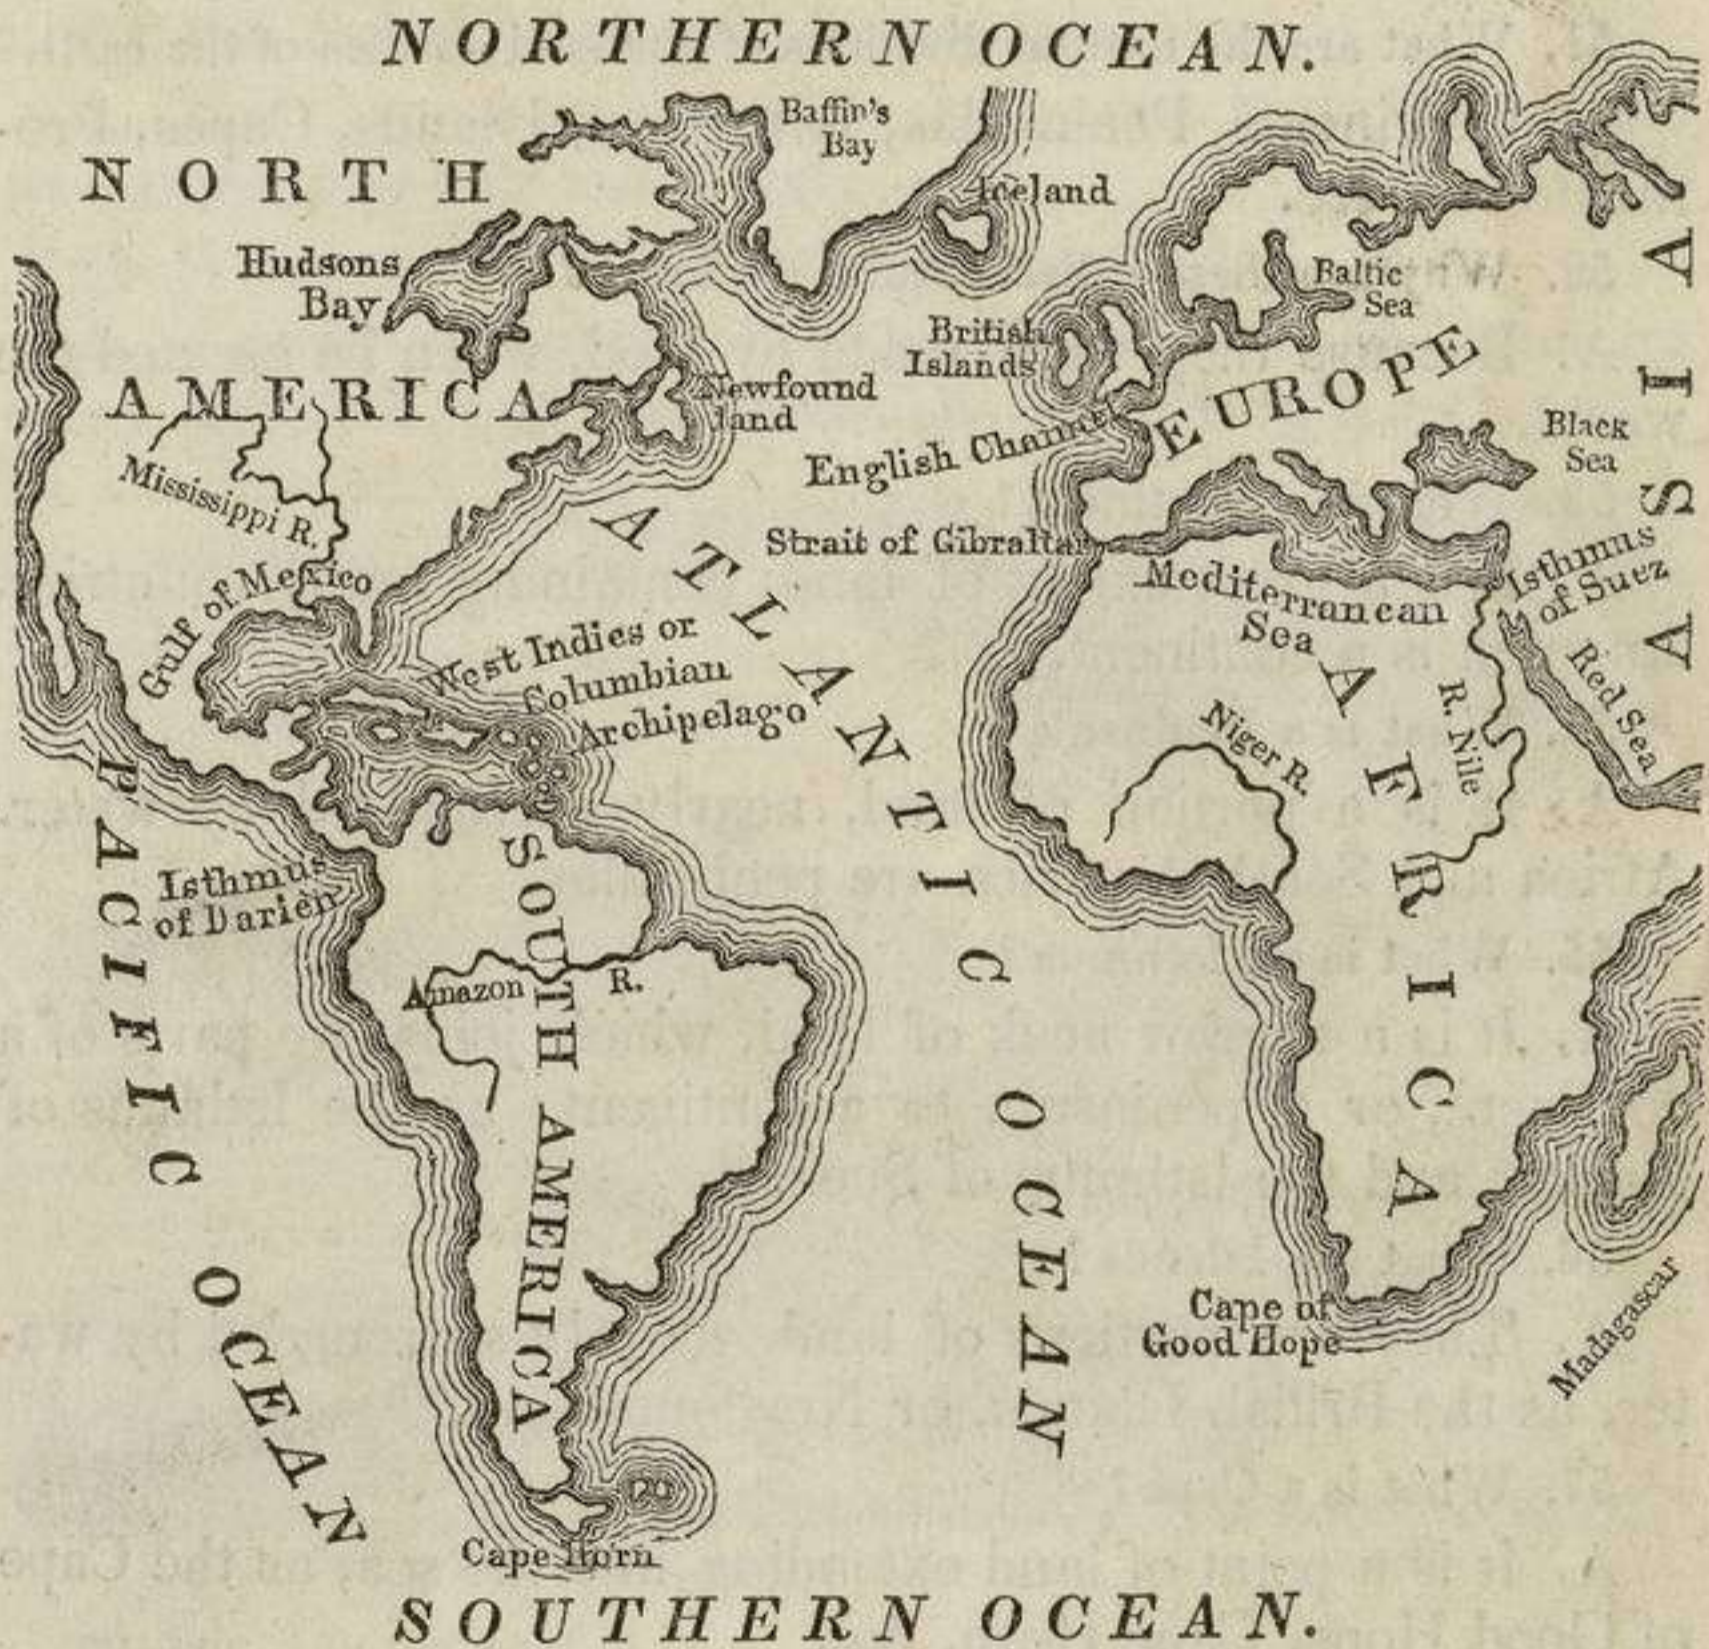 NORTHERN OCEAN.
Baffin's
Bay
NORTH
Iceland
Hudsons
Bay
Baltic
Sea
British
Islands
AMERICA
Newfound
land
EUROPE
ASIA
English Channel
Black
Sea
Mississippi R.
Strait of Gibraltar
Isthmus
of Suez
Gulf of Mexico
Mediterranean
Sea
West Indies or
Columbian
Archipelago
ATLANTIC OCEAN
AFRICA
R. Nile
Red Sea
Niger R.
PACIFIC OCEAN
Isthmus
of Darien
SOUTH AMERICA
Amazon R.
Cape of
Good Hope
Madagascar
Cape Horn
SOUTHERN OCEAN.